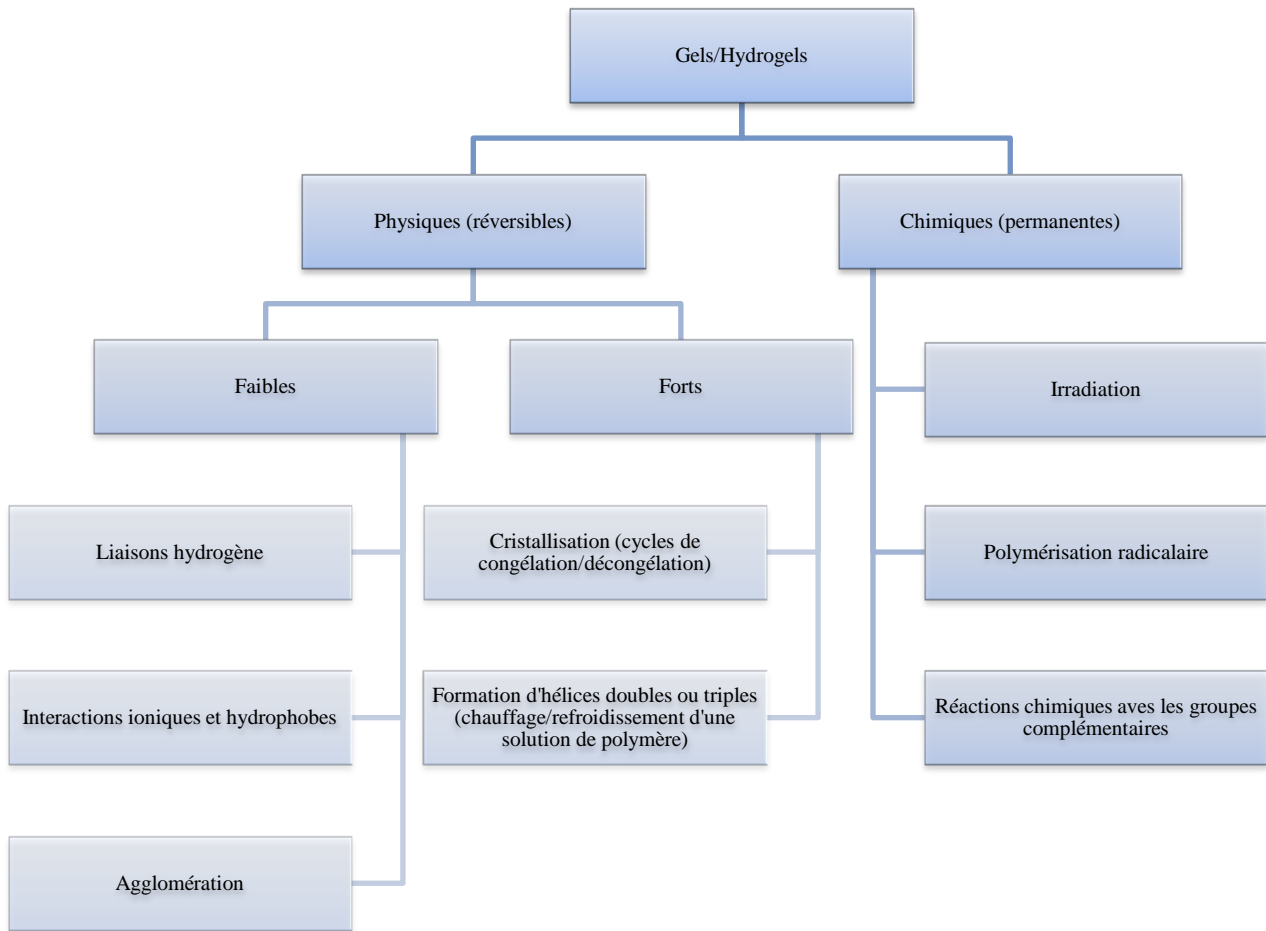 Gels/Hydrogels
Physiques (réversibles)
Chimiques (permanentes)
Faibles
Forts
Irradiation
Liaisons hydrogène
Cristallisation (cycles de
congélation/décongélation)
Polymérisation radicalaire
Interactions ioniques et hydrophobes
Formation d'hélices doubles ou triples
(chauffage/refroidissement d'une
solution de polymère)
Réactions chimiques aves les groupes
complémentaires
Agglomération